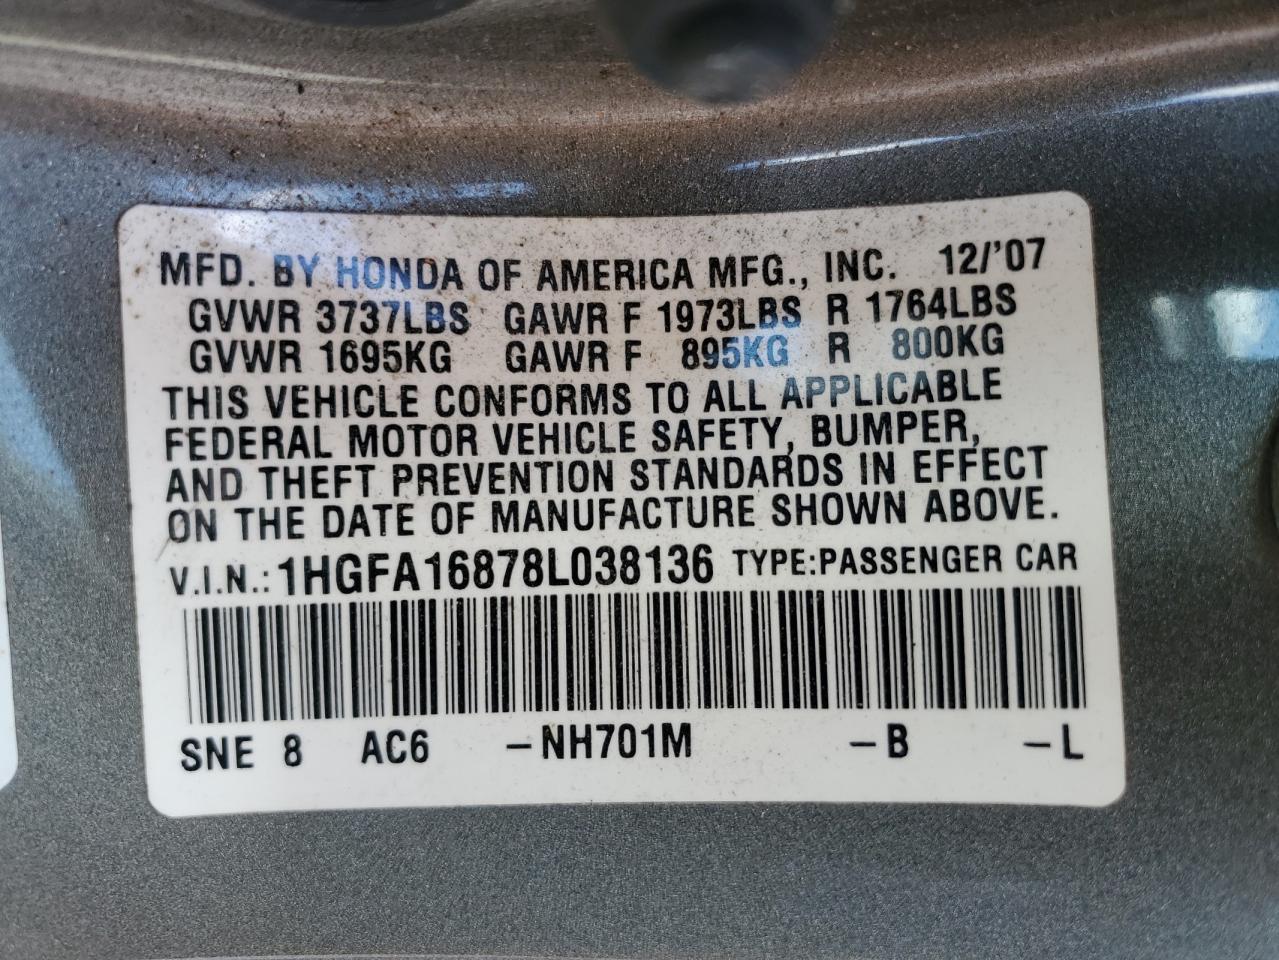 MFD. BY HONDA OF AMERICA MFG., INC. 12/'07
GVWR 3737LBS GAWR F 1973LBS R 1764LBS
GVWR 1695KG GAWR F 895KG R 800KG
THIS VEHICLE CONFORMS TO ALL APPLICABLE
FEDERAL MOTOR VEHICLE SAFETY, BUMPER,
AND THEFT PREVENTION STANDARDS IN EFFECT
ON THE DATE OF MANUFACTURE SHOWN ABOVE.
V.I.N.: 1HGFA16878L038136 TYPE:PASSENGER CAR
SNE 8 AC6 –NH701M –B –L